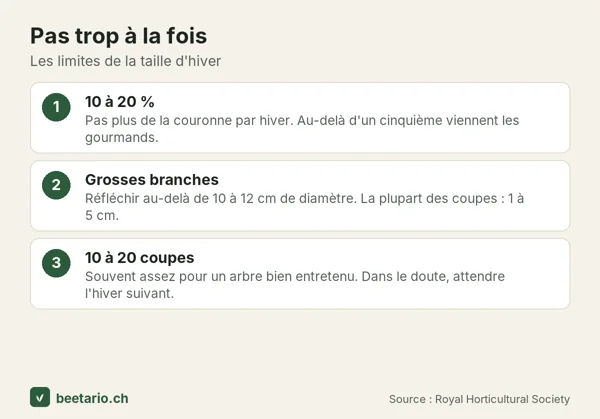 Pas trop à la fois
Les limites de la taille d'hiver
1
10 à 20 %
Pas plus de la couronne par hiver. Au-delà d'un cinquième viennent les
gourmands.
2
Grosses branches
Réfléchir au-delà de 10 à 12 cm de diamètre. La plupart des coupes : 1 à
5 cm.
3
10 à 20 coupes
Souvent assez pour un arbre bien entretenu. Dans le doute, attendre
l'hiver suivant.
beetario.ch
Source : Royal Horticultural Society